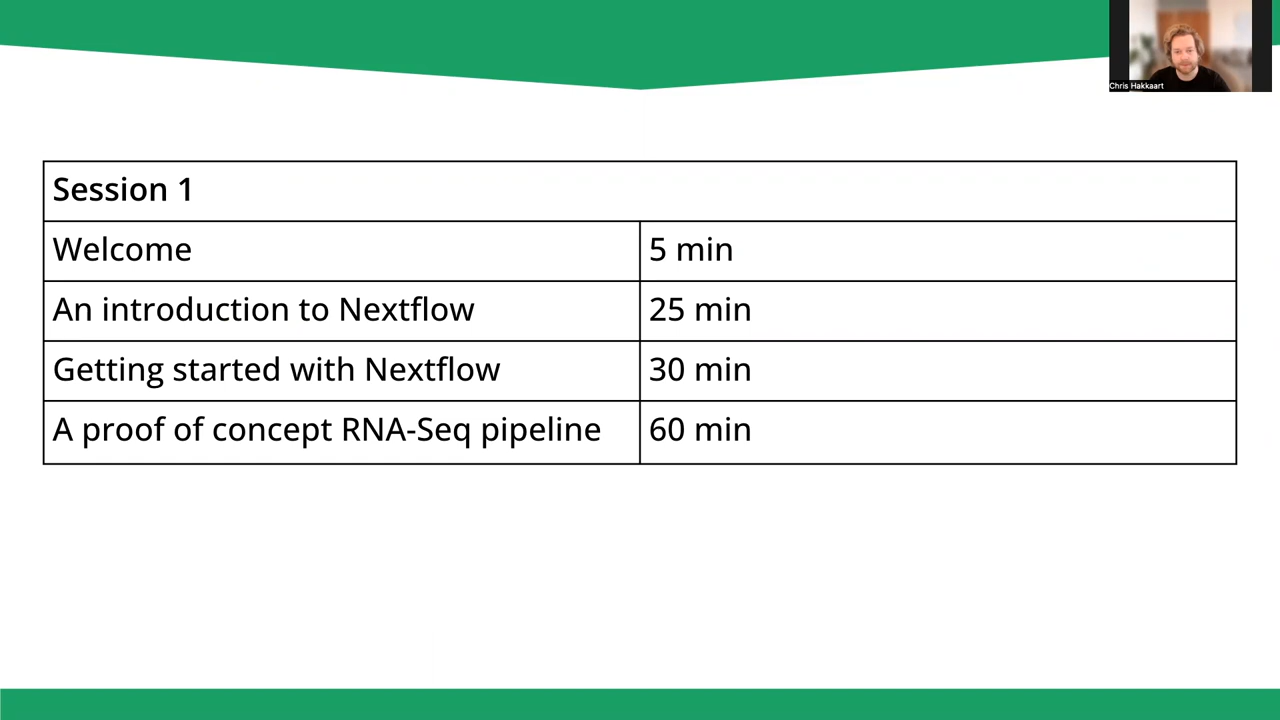 Chris Hakkaart
Session 1
Welcome 5 min
An introduction to Nextflow 25 min
Getting started with Nextflow 30 min
A proof of concept RNA-Seq pipeline 60 min